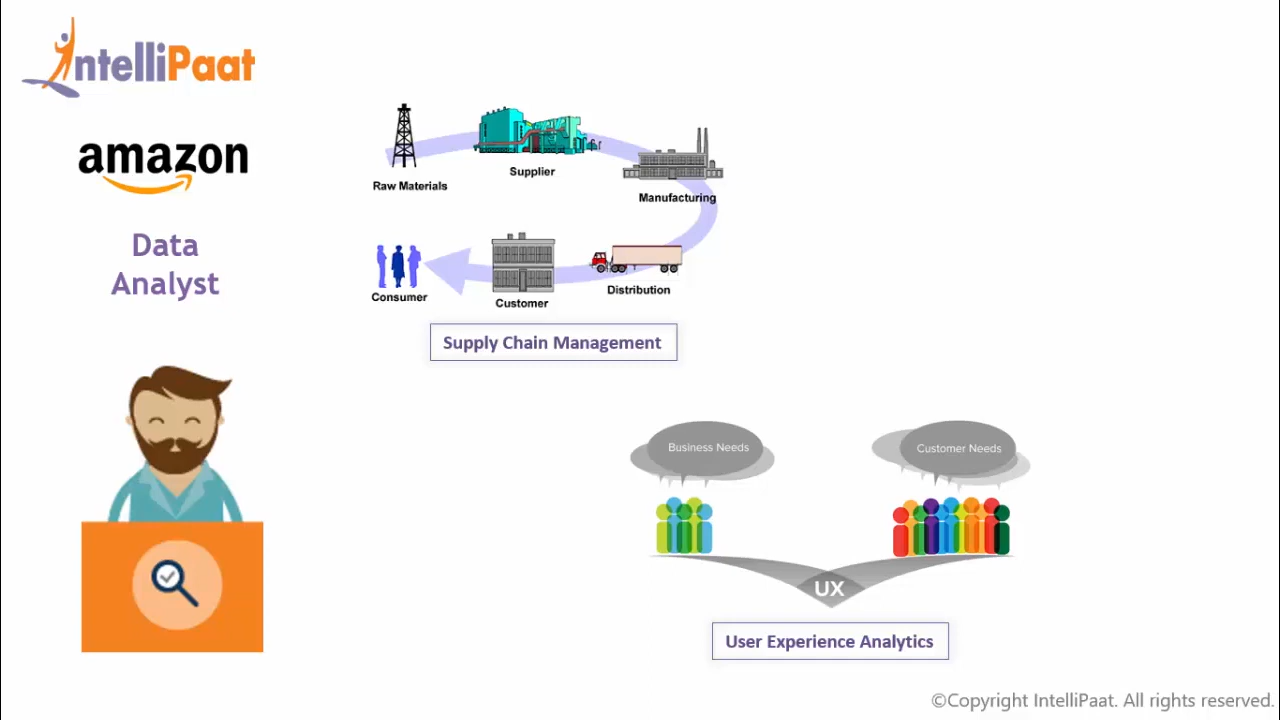 IntelliPaat
amazon
Data
Analyst
Raw Materials
Supplier
Manufacturing
Consumer
Customer
Distribution
Supply Chain Management
Business Needs
Customer Needs
UX
User Experience Analytics
©Copyright IntelliPaat. All rights reserved.